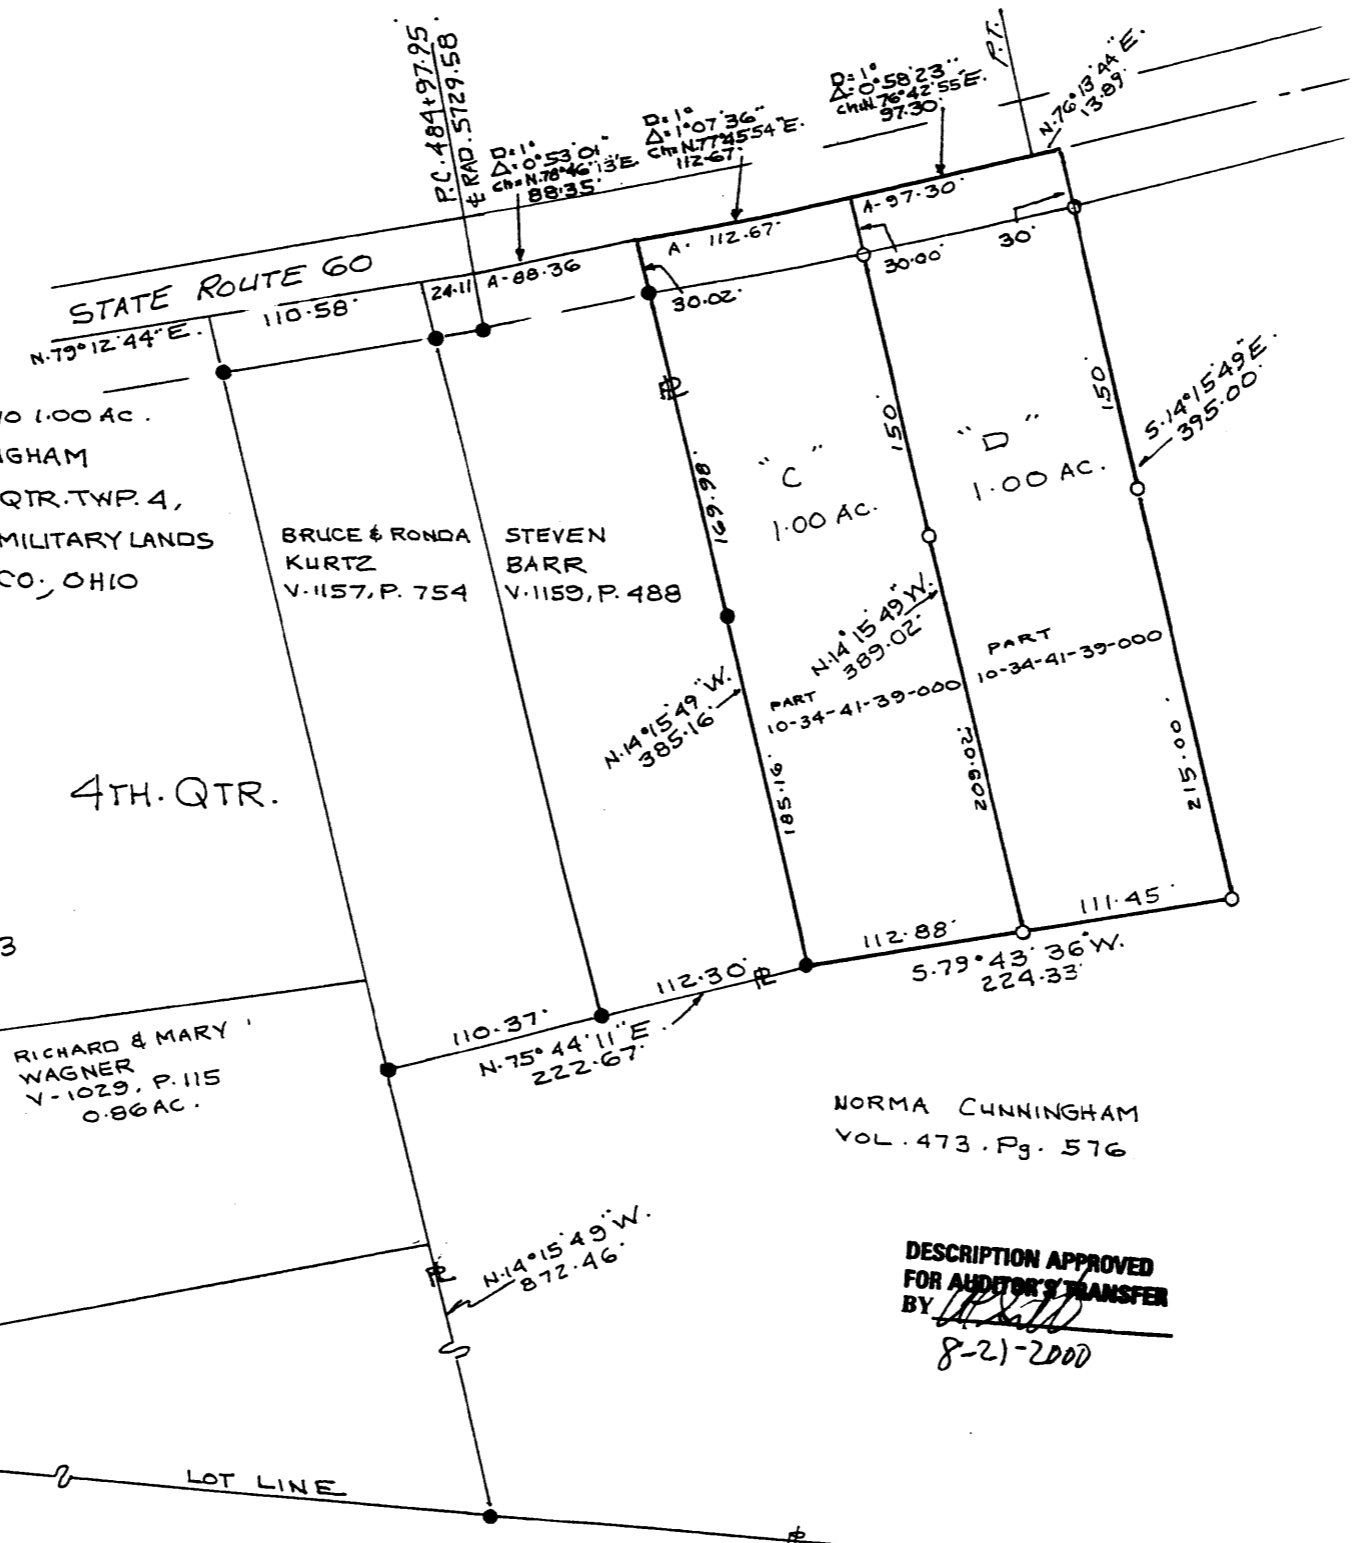 P.C. 484+97.95'
℄ RAD. 5729.58'
D=1°
Δ=0°53'01"
Ch=N.78°46'13"E.
88.35'
D=1°
Δ=1°07'36"
Ch=N.77°45'54"E.
112.67'
D=1°
Δ=0°58'23"
Ch=N.76°42'55"E.
97.30'
P.T.
N.76°13'44"E.
13.89'
STATE ROUTE 60
N.79°12'44"E.
110.58'
24.11
A-88.36
A- 112.67'
A-97.30'
30.02'
30.00'
30'
10 1.00 AC.
NGHAM
QTR. TWP. 4,
MILITARY LANDS
CO., OHIO
BRUCE & RONDA
KURTZ
V-1157, P. 754
STEVEN
BARR
V-1159, P. 488
PL
169.98'
"C"
1.00 AC.
150'
"D"
1.00 AC.
150'
S.14°15'49"E.
395.00'
N.14°15'49"W.
385.16'
N.14°15'49"W.
389.02'
PART
10-34-41-39-000
PART
10-34-41-39-000
185.16'
209.02'
215.00'
4TH. QTR.
3
112.88'
111.45'
S.79°43'36"W.
224.33'
110.37'
112.30'
PL
N.75°44'11"E.
222.67'
RICHARD & MARY
WAGNER
V-1029, P. 115
0.86 AC.
NORMA CUNNINGHAM
VOL. 473. Pg. 576
PL
N.14°15'49"W.
872.46'
DESCRIPTION APPROVED
FOR AUDITOR'S TRANSFER
BY
8-21-2000
LOT LINE
PL